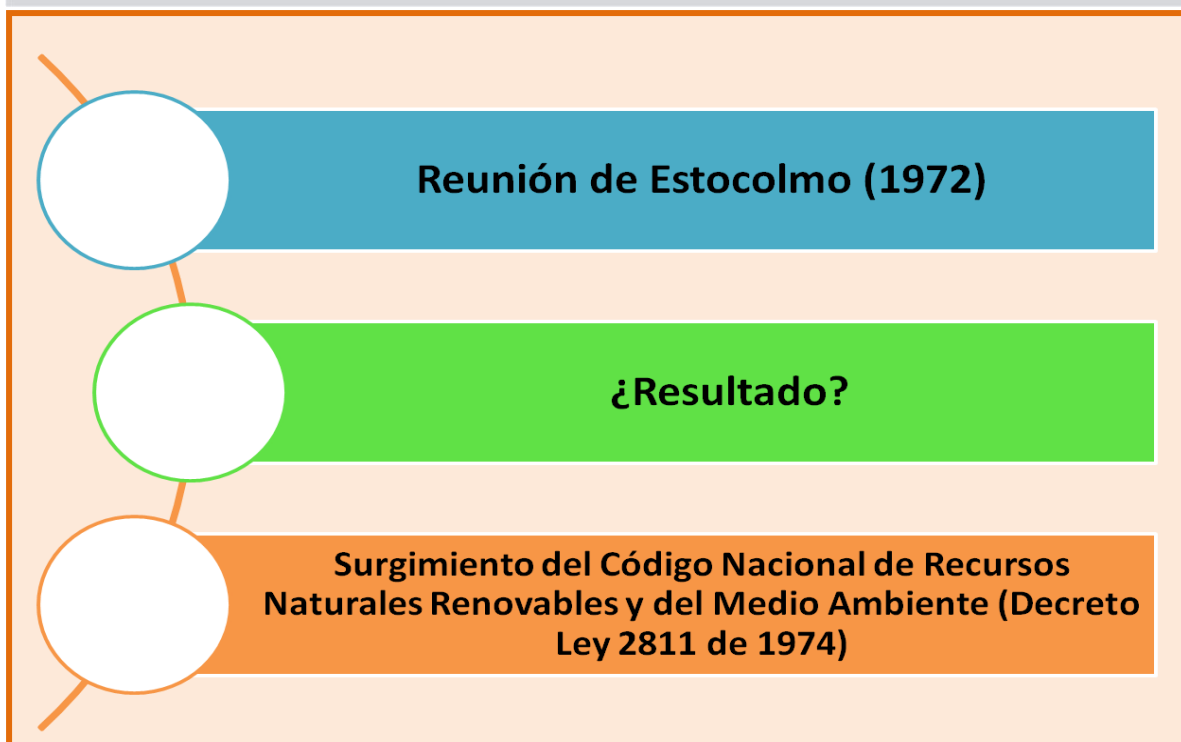 Reunión de Estocolmo (1972)
¿Resultado?
Surgimiento del Código Nacional de Recursos
Naturales Renovables y del Medio Ambiente (Decreto
Ley 2811 de 1974)